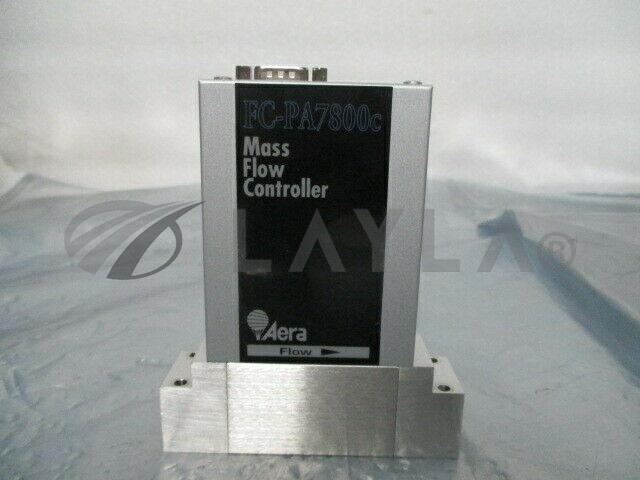 FC-PA7800c
Mass
Flow
Controller
LAYLA®
Aera
Flow